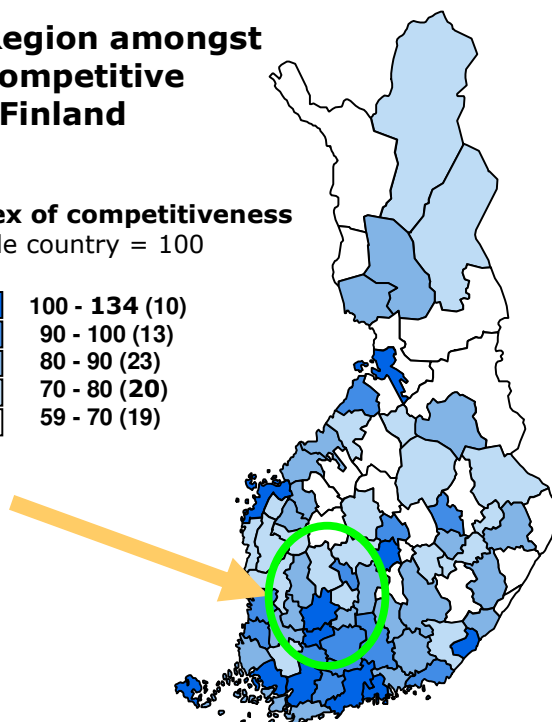 Region amongst
ompetitive
Finland
ex of competitiveness
le country = 100
100 - 134 (10)
90 - 100 (13)
80 - 90 (23)
70 - 80 (20)
59 - 70 (19)